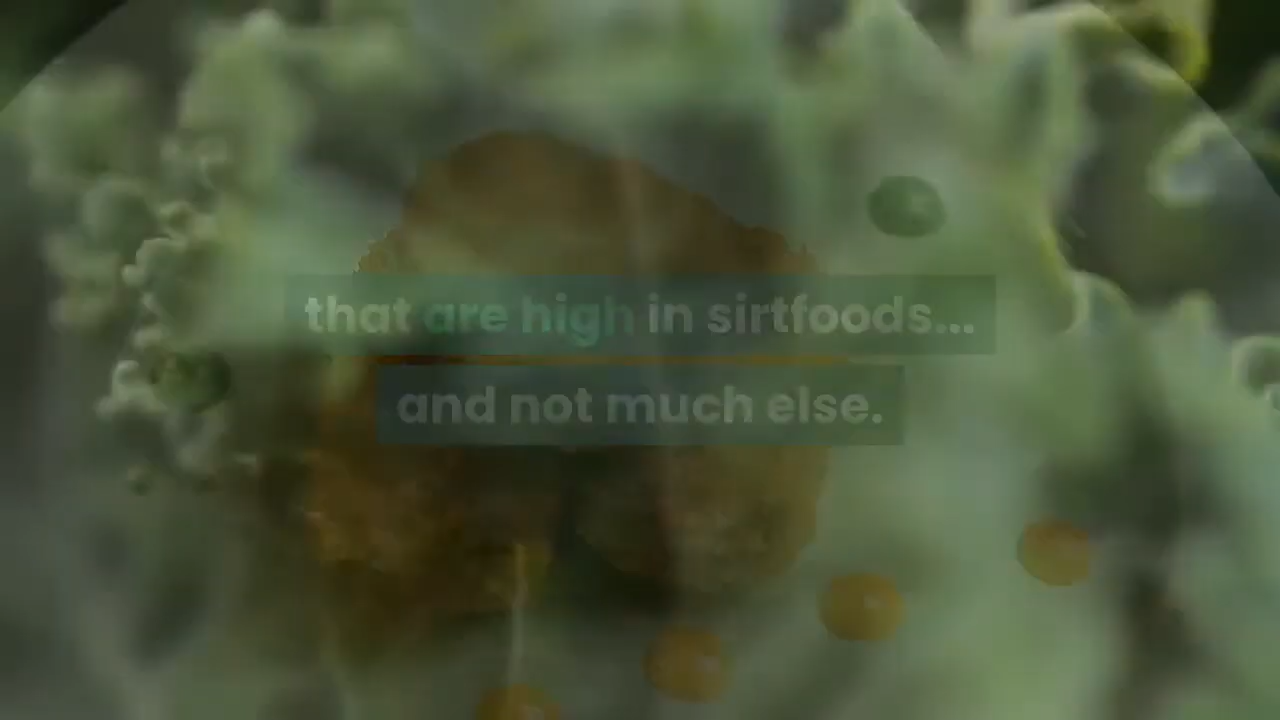 that are high in sirtfoods...
and not much else.